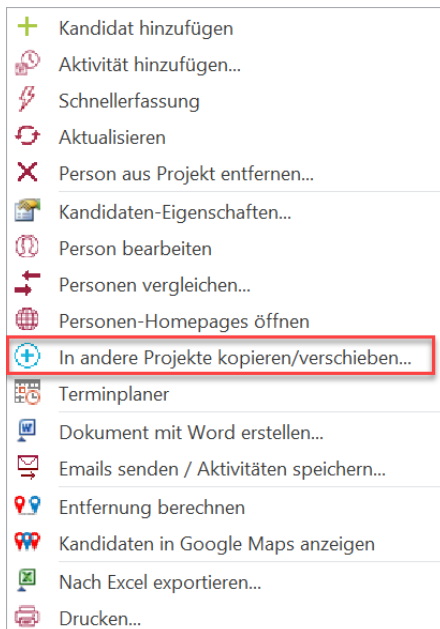 Kandidat hinzufügen
Aktivität hinzufügen...
Schnellerfassung
Aktualisieren
Person aus Projekt entfernen...
Kandidaten-Eigenschaften...
Person bearbeiten
Personen vergleichen...
Personen-Homepages öffnen
In andere Projekte kopieren/verschieben...
Terminplaner
Dokument mit Word erstellen...
Emails senden / Aktivitäten speichern...
Entfernung berechnen
Kandidaten in Google Maps anzeigen
Nach Excel exportieren...
Drucken...